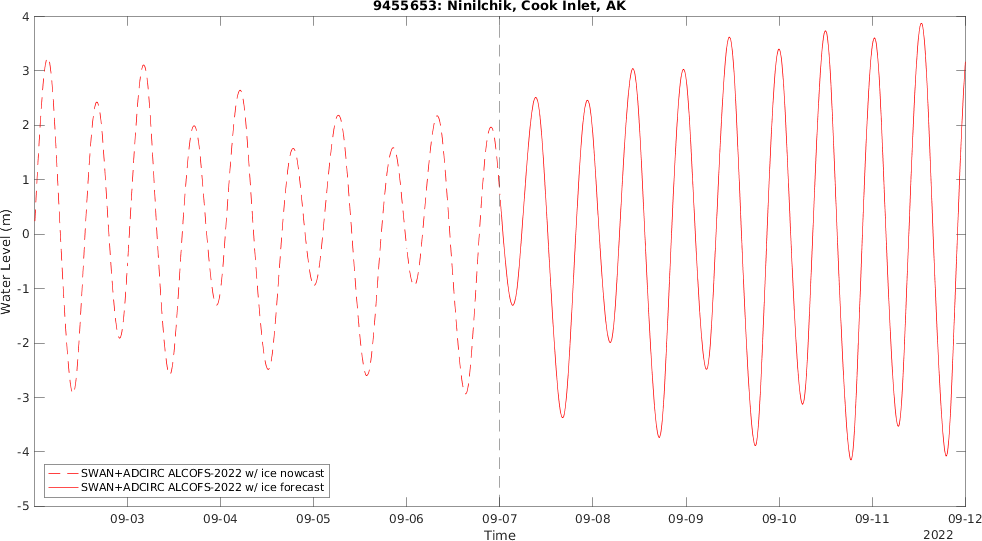 9455653: Ninilchik, Cook Inlet, AK
4
3
2
1
0
-1
-2
-3
-4
-5
Water Level (m)
SWAN+ADCIRC ALCOFS-2022 w/ ice nowcast
SWAN+ADCIRC ALCOFS-2022 w/ ice forecast
09-03 09-04 09-05 09-06 09-07 09-08 09-09 09-10 09-11 09-12
Time
2022